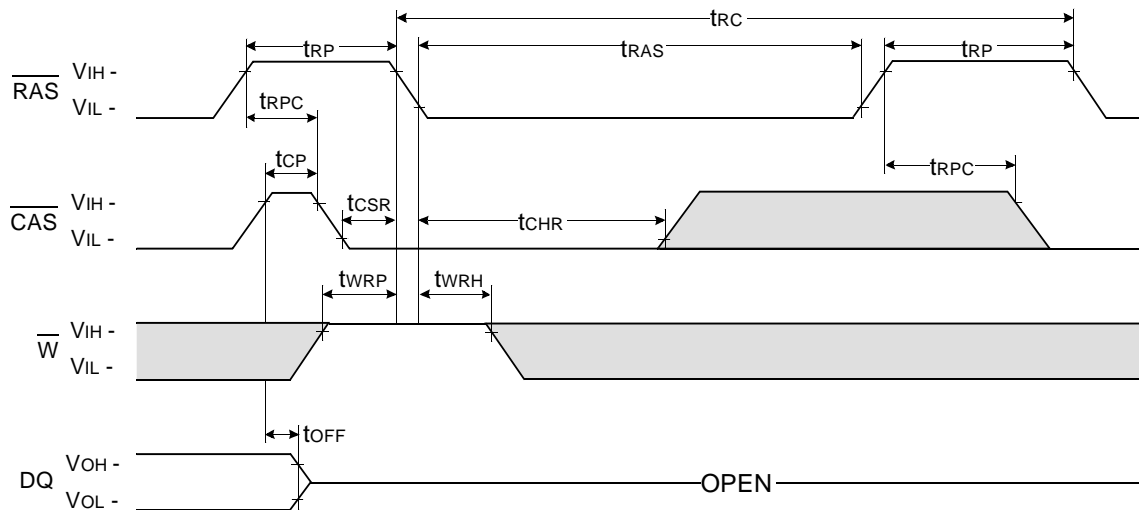 tRC
tRP tRAS tRP
RAS VIH -
VIL -
tRPC
tCP tRPC
CAS VIH -
VIL -
tCSR tCHR
tWRP tWRH
W VIH -
VIL -
tOFF
DQ VOH -
VOL -
OPEN